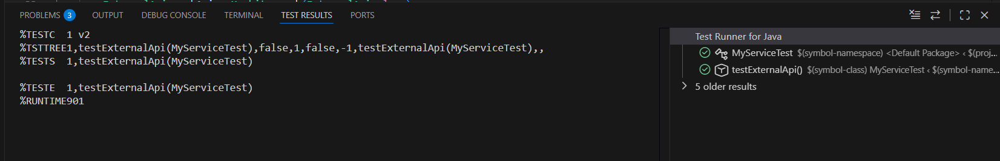 PROBLEMS 3 OUTPUT DEBUG CONSOLE TERMINAL TEST RESULTS PORTS
%TESTC  1 v2
%TSTTREE1,testExternalApi(MyServiceTest),false,1,false,-1,testExternalApi(MyServiceTest),,
%TESTS  1,testExternalApi(MyServiceTest)
%TESTE  1,testExternalApi(MyServiceTest)
%RUNTIME901
Test Runner for Java
MyServiceTest $(symbol-namespace) <Default Package> ‹ $(proj...
testExternalApi() $(symbol-class) MyServiceTest ‹ $(symbol-name...
5 older results